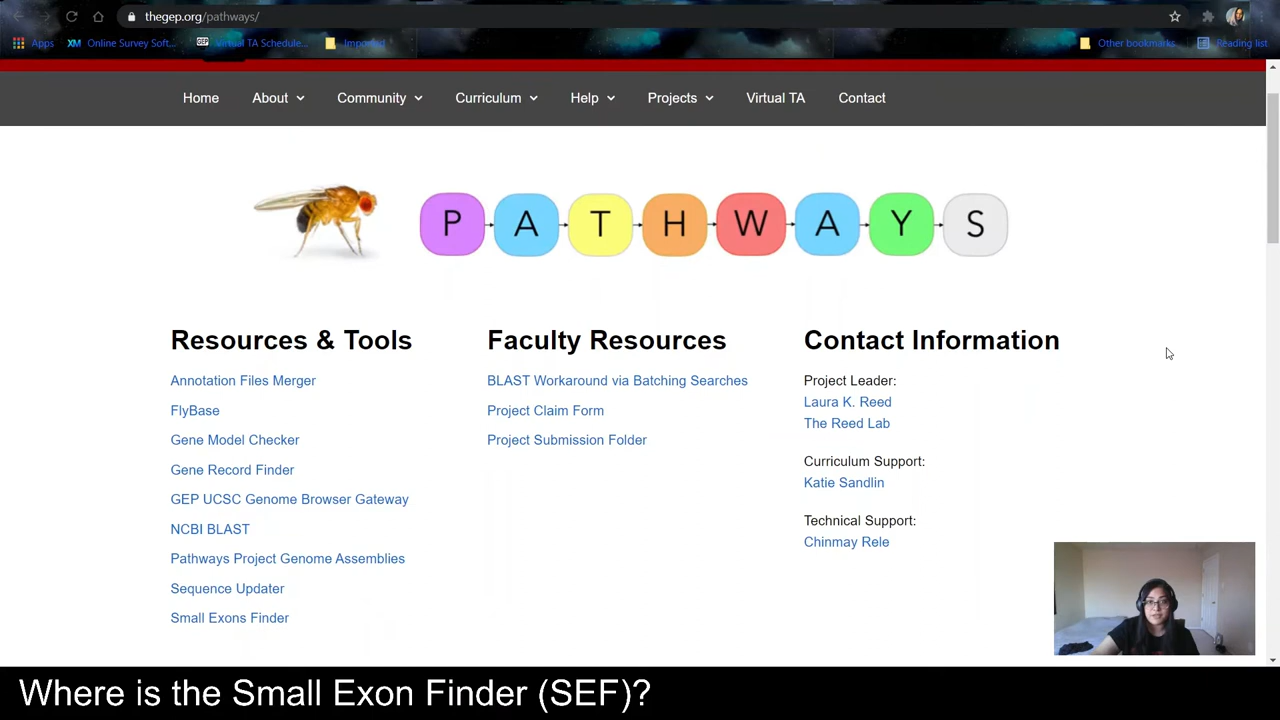 thegep.org/pathways/
Apps
Online Survey Soft...
GEP
Virtual TA Schedule...
Imported
Other bookmarks
Reading list
Home
About
Community
Curriculum
Help
Projects
Virtual TA
Contact
P A T H W A Y S
Resources & Tools
Annotation Files Merger
FlyBase
Gene Model Checker
Gene Record Finder
GEP UCSC Genome Browser Gateway
NCBI BLAST
Pathways Project Genome Assemblies
Sequence Updater
Small Exons Finder
Faculty Resources
BLAST Workaround via Batching Searches
Project Claim Form
Project Submission Folder
Contact Information
Project Leader:
Laura K. Reed
The Reed Lab
Curriculum Support:
Katie Sandlin
Technical Support:
Chinmay Rele
Where is the Small Exon Finder (SEF)?